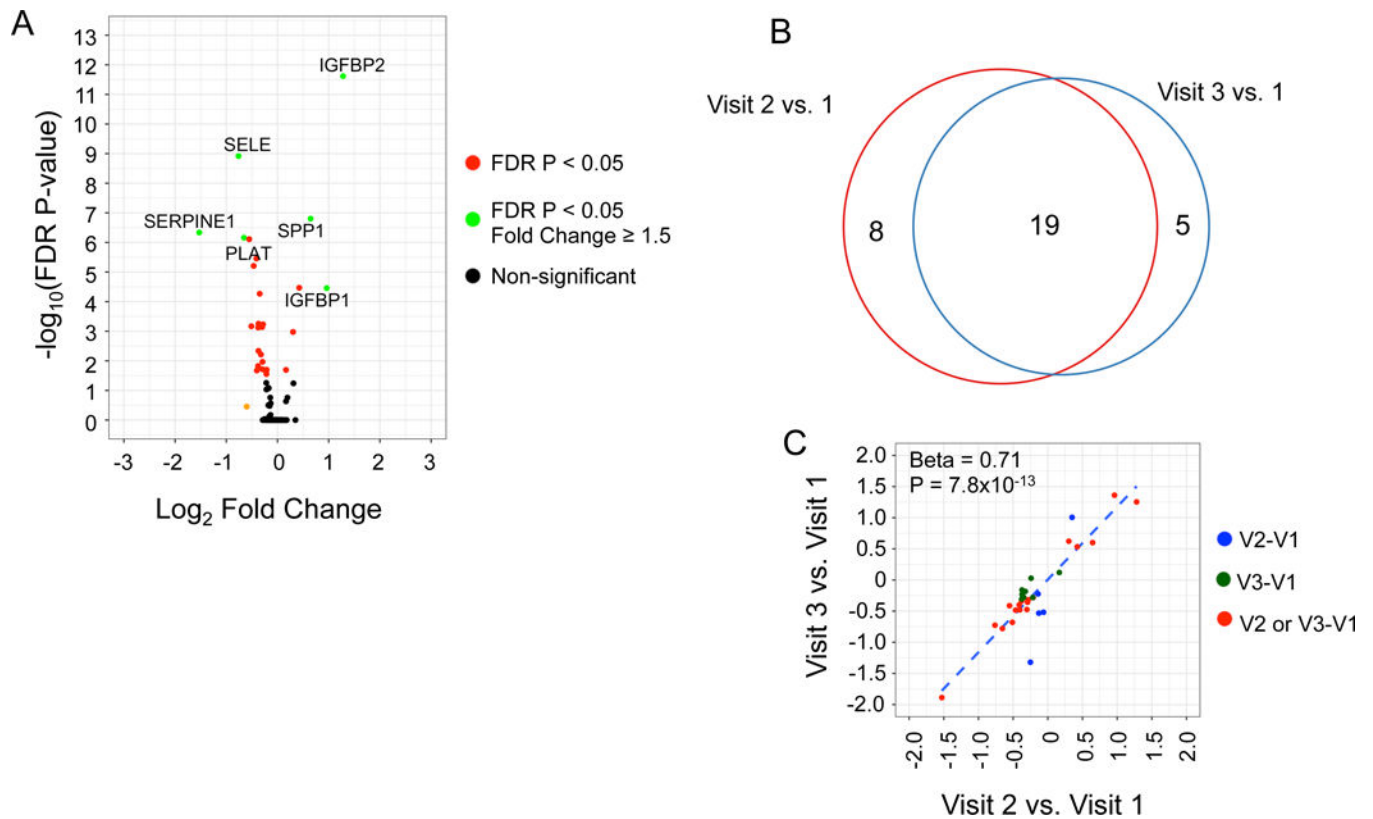 A
13
12
11
10
9
8
7
6
5
4
3
2
1
0
-log10(FDR P-value)
IGFBP2
SELE
SERPINE1
SPP1
PLAT
IGFBP1
-3 -2 -1 0 1 2 3
Log2 Fold Change
FDR P < 0.05
FDR P < 0.05
Fold Change ≥ 1.5
Non-significant
B
Visit 2 vs. 1
Visit 3 vs. 1
8
19
5
C
Beta = 0.71
P = 7.8x10-13
2.0
1.5
1.0
0.5
0
-0.5
-1.0
-1.5
-2.0
Visit 3 vs. Visit 1
-2.0 -1.5 -1.0 -0.5 0 0.5 1.0 1.5 2.0
Visit 2 vs. Visit 1
V2-V1
V3-V1
V2 or V3-V1